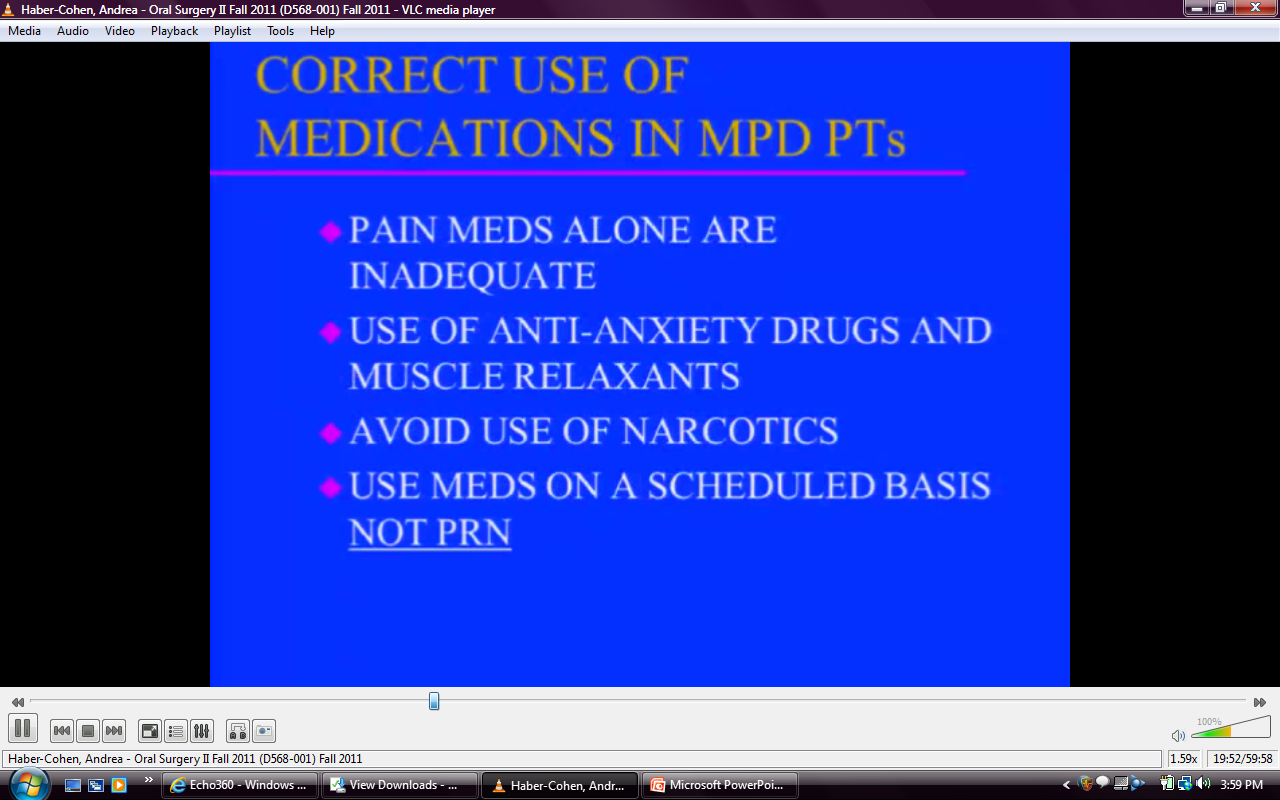 Haber-Cohen, Andrea - Oral Surgery II Fall 2011 (D568-001) Fall 2011 - VLC media player
Media Audio Video Playback Playlist Tools Help
CORRECT USE OF
MEDICATIONS IN MPD PTs
PAIN MEDS ALONE ARE
INADEQUATE
USE OF ANTI-ANXIETY DRUGS AND
MUSCLE RELAXANTS
AVOID USE OF NARCOTICS
USE MEDS ON A SCHEDULED BASIS
NOT PRN
100%
Haber-Cohen, Andrea - Oral Surgery II Fall 2011 (D568-001) Fall 2011 1.59x 19:52/59:58
Echo360 - Windows ... View Downloads - ... Haber-Cohen, Andr... Microsoft PowerPoi... 3:59 PM